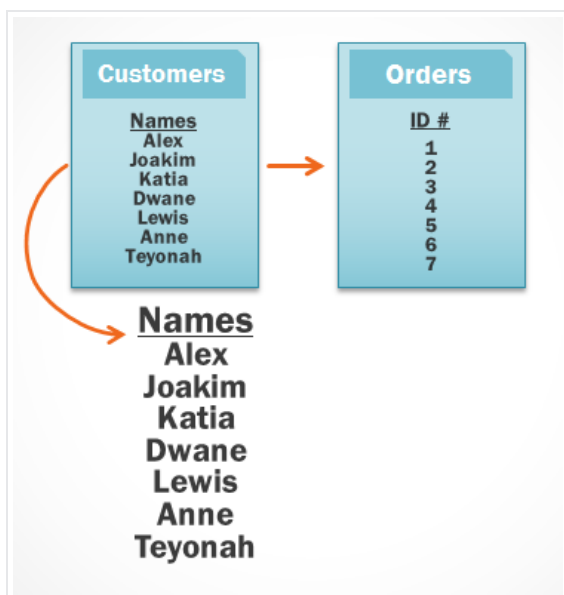 Customers
Names
Alex
Joakim
Katia
Dwane
Lewis
Anne
Teyonah
Orders
ID #
1
2
3
4
5
6
7
Names
Alex
Joakim
Katia
Dwane
Lewis
Anne
Teyonah